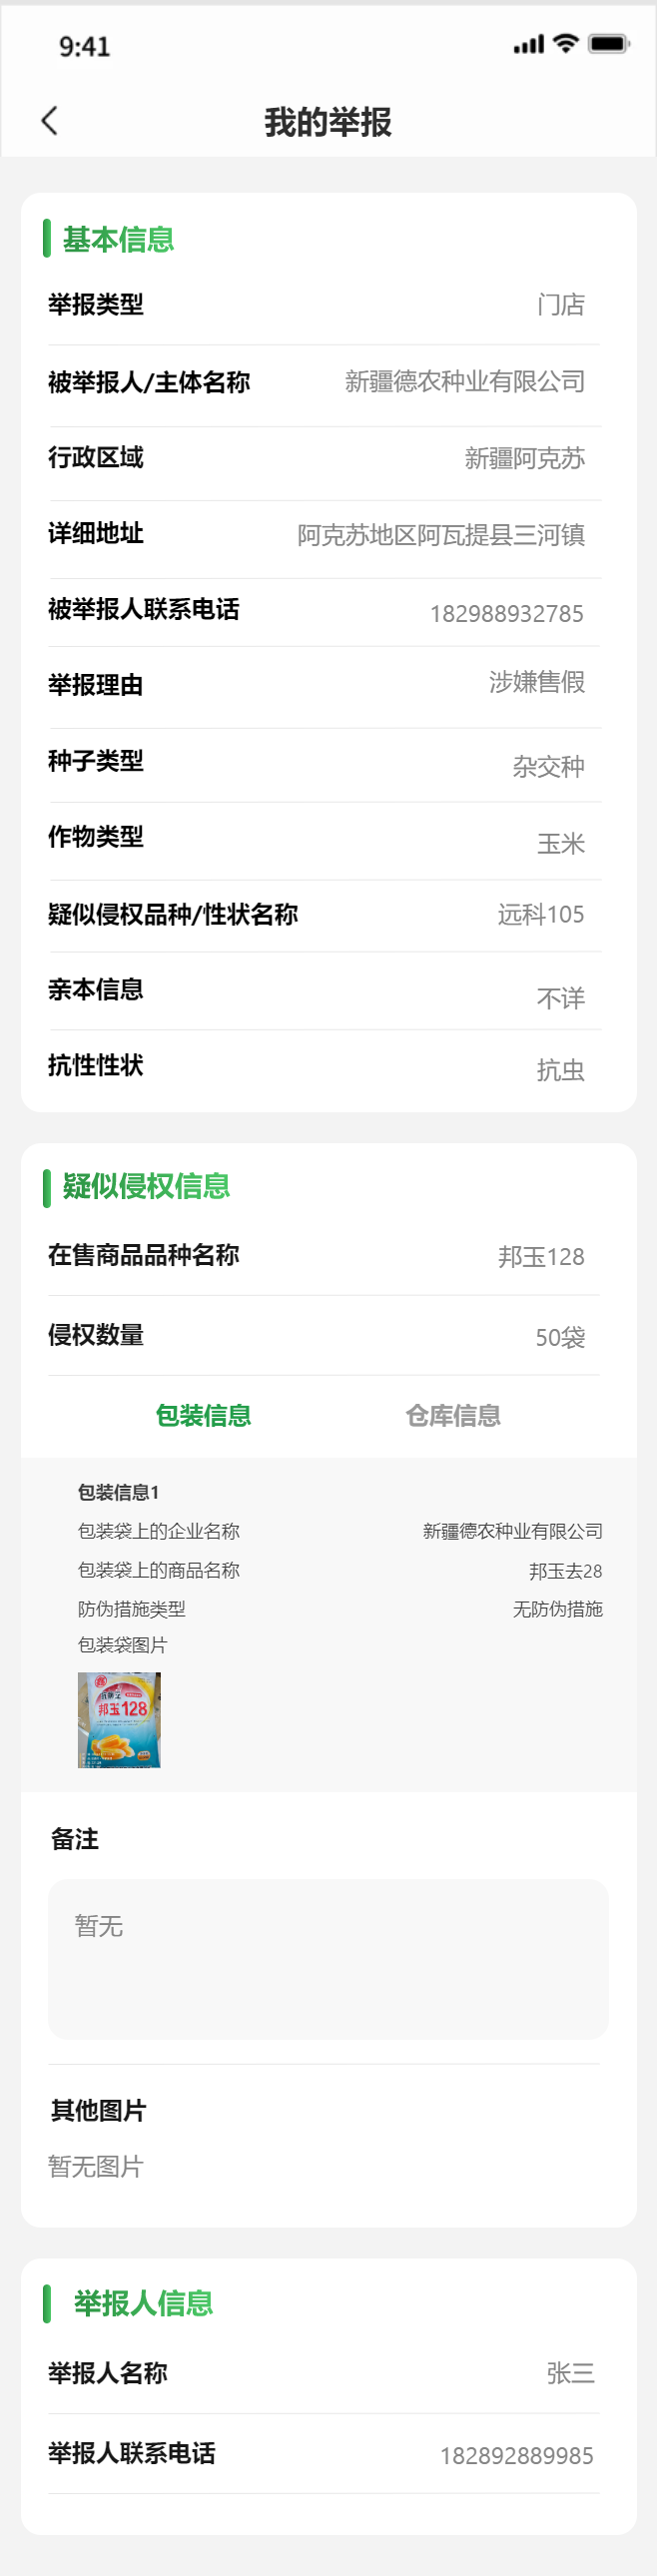 9:41
我的举报
基本信息
举报类型 门店
被举报人/主体名称 新疆德农种业有限公司
行政区域 新疆阿克苏
详细地址 阿克苏地区阿瓦提县三河镇
被举报人联系电话 182988932785
举报理由 涉嫌售假
种子类型 杂交种
作物类型 玉米
疑似侵权品种/性状名称 远科105
亲本信息 不详
抗性性状 抗虫
疑似侵权信息
在售商品品种名称 邦玉128
侵权数量 50袋
包装信息 仓库信息
包装信息1
包装袋上的企业名称 新疆德农种业有限公司
包装袋上的商品名称 邦玉去28
防伪措施类型 无防伪措施
包装袋图片
邦玉128
备注
暂无
其他图片
暂无图片
举报人信息
举报人名称 张三
举报人联系电话 182892889985